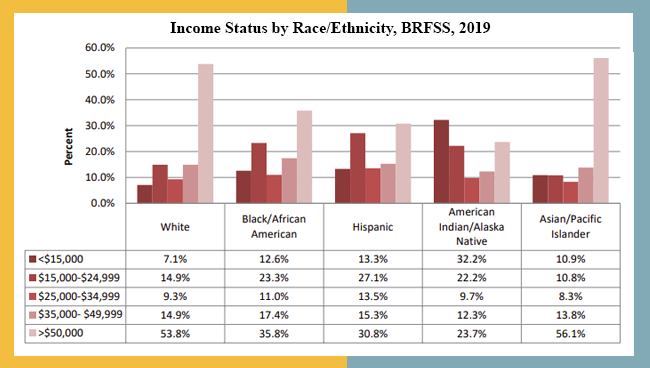 Income Status by Race/Ethnicity, BRFSS, 2019
60.0%
50.0%
40.0%
30.0%
20.0%
10.0%
0.0%
Percent
White
Black/African
American
Hispanic
American
Indian/Alaska
Native
Asian/Pacific
Islander
<$15,000 7.1% 12.6% 13.3% 32.2% 10.9%
$15,000-$24,999 14.9% 23.3% 27.1% 22.2% 10.8%
$25,000-$34,999 9.3% 11.0% 13.5% 9.7% 8.3%
$35,000- $49,999 14.9% 17.4% 15.3% 12.3% 13.8%
>$50,000 53.8% 35.8% 30.8% 23.7% 56.1%